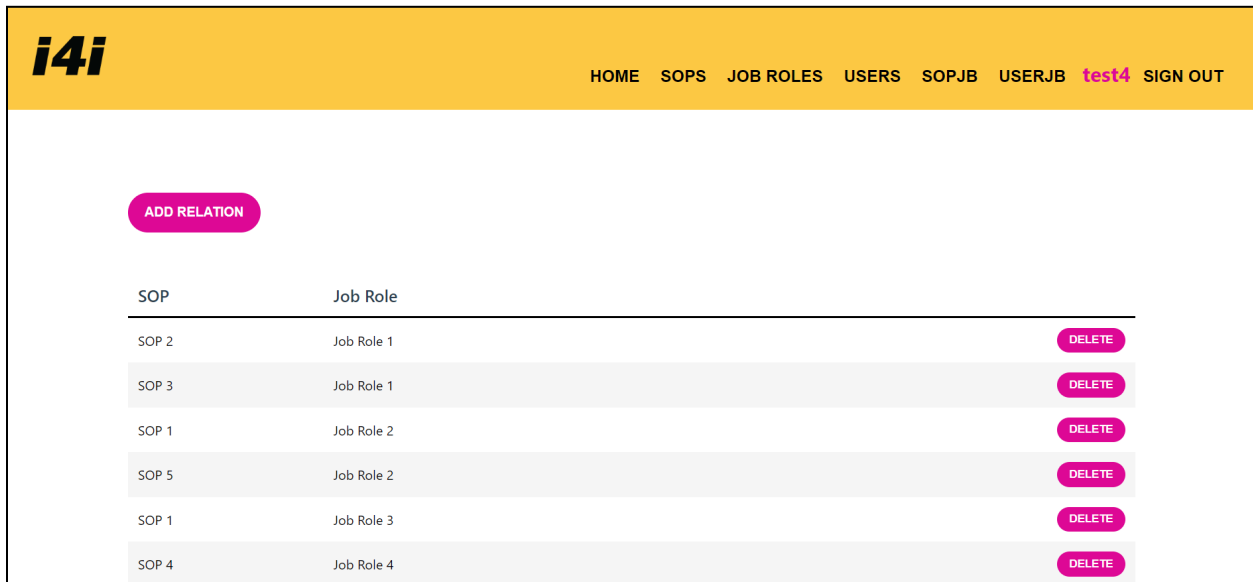 i4i
HOME SOPS JOB ROLES USERS SOPJB USERJB test4 SIGN OUT
ADD RELATION
SOP Job Role
SOP 2 Job Role 1 DELETE
SOP 3 Job Role 1 DELETE
SOP 1 Job Role 2 DELETE
SOP 5 Job Role 2 DELETE
SOP 1 Job Role 3 DELETE
SOP 4 Job Role 4 DELETE